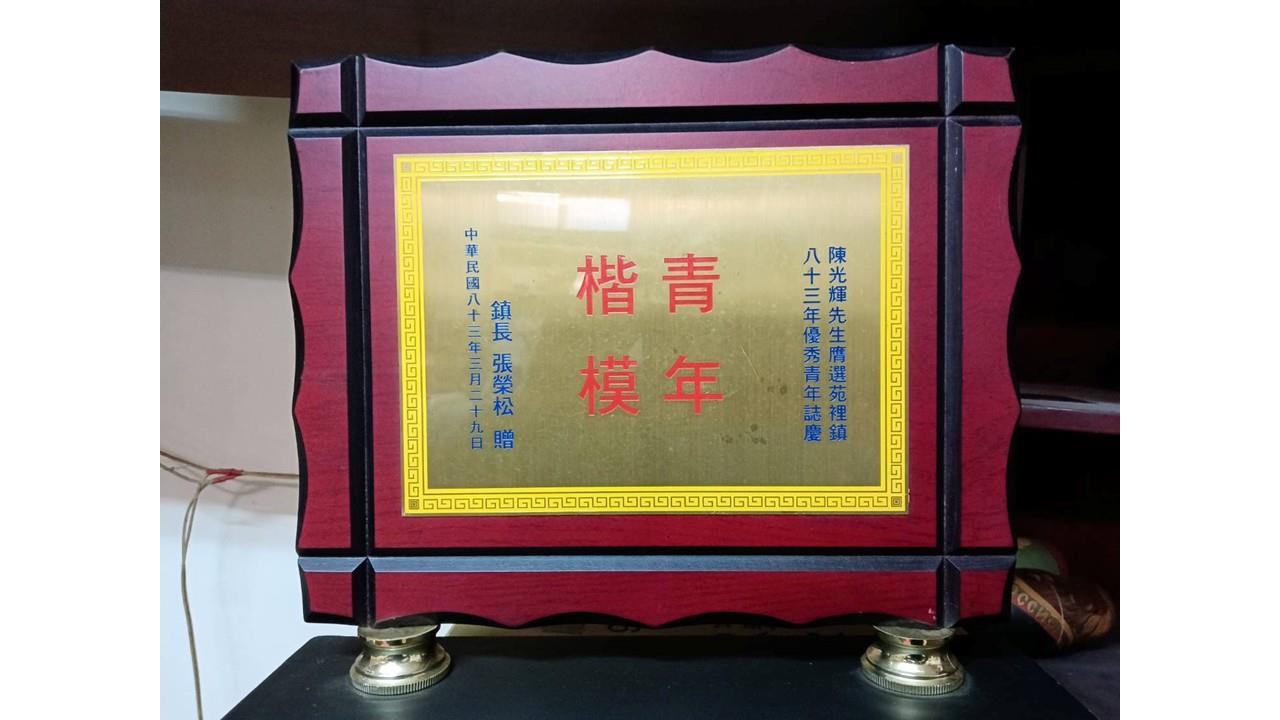 陳光輝先生膺選苑裡鎮
八十三年優秀青年誌慶
青年
楷模
鎮長 張榮松 贈
中華民國八十三年三月二十九日